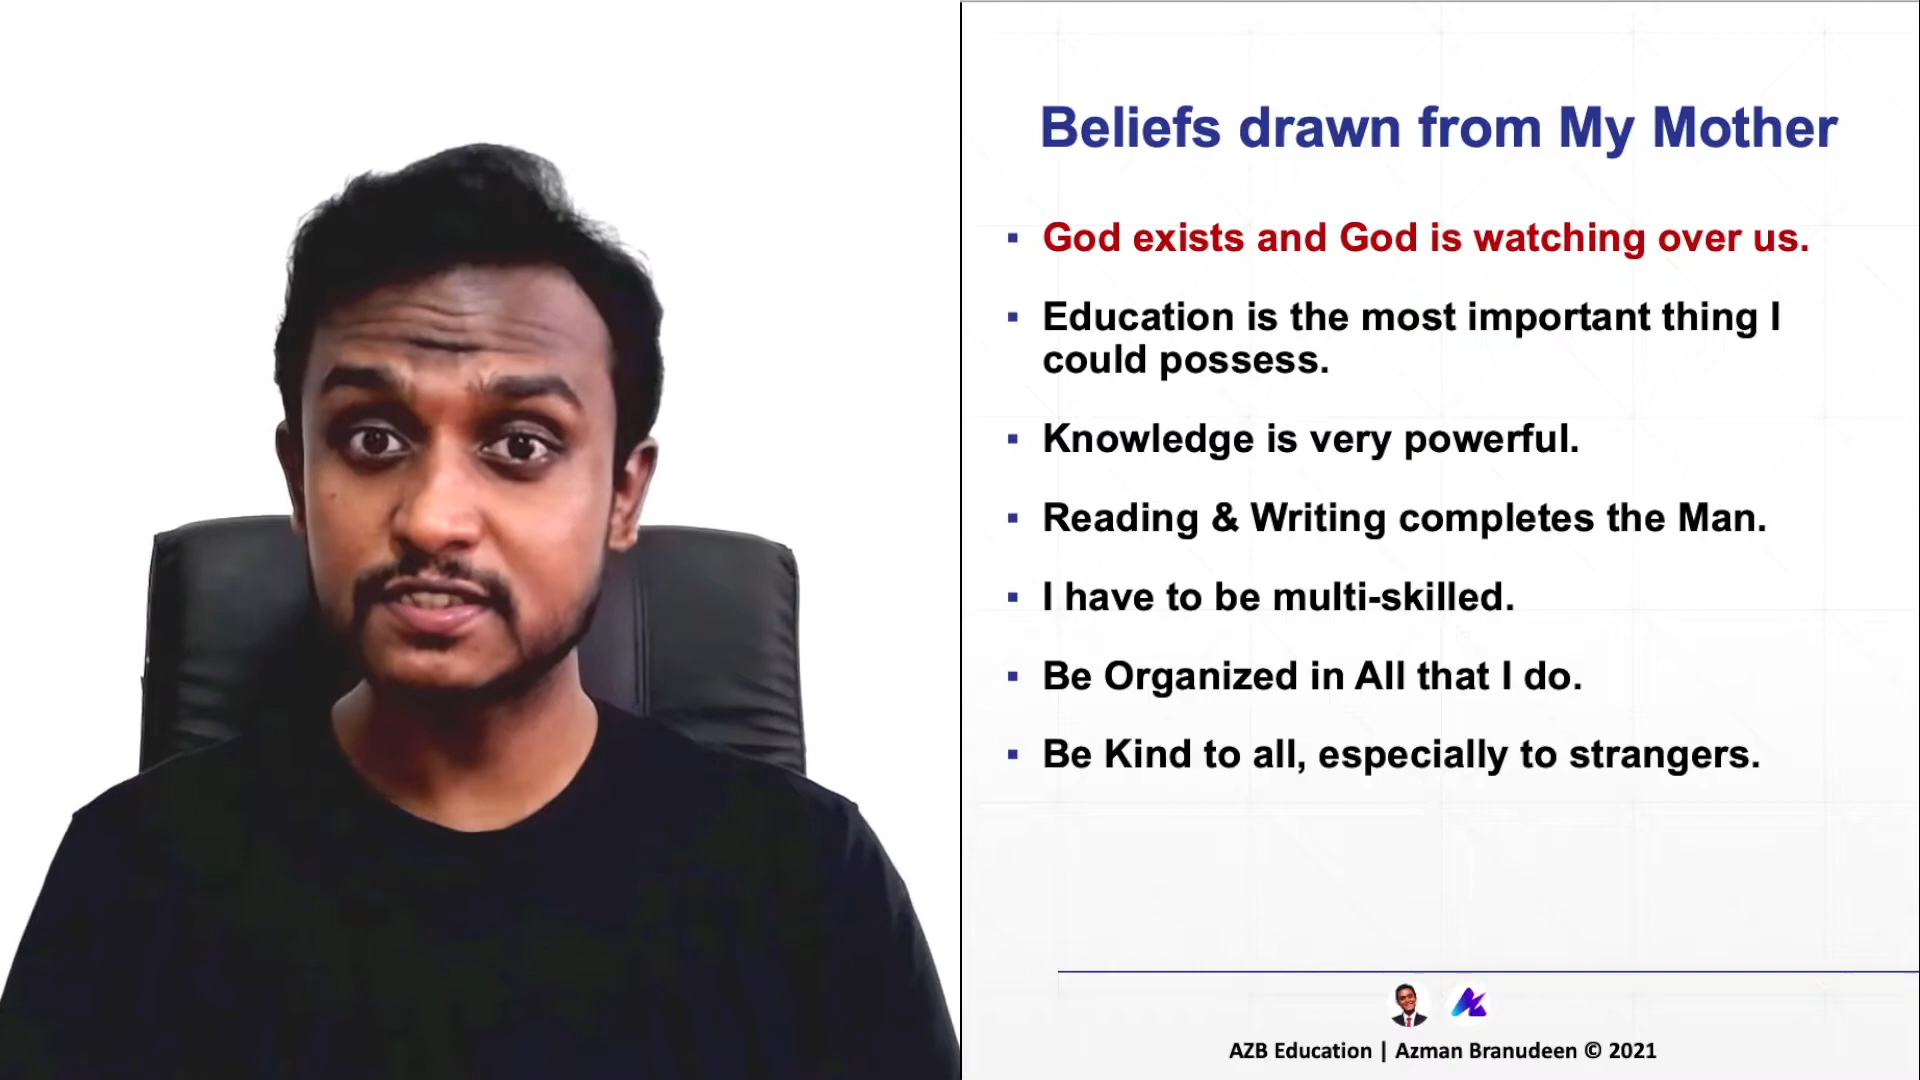 Beliefs drawn from My Mother
▪ God exists and God is watching over us.
▪ Education is the most important thing I
could possess.
▪ Knowledge is very powerful.
▪ Reading & Writing completes the Man.
▪ I have to be multi-skilled.
▪ Be Organized in All that I do.
▪ Be Kind to all, especially to strangers.
AZB Education | Azman Branudeen © 2021